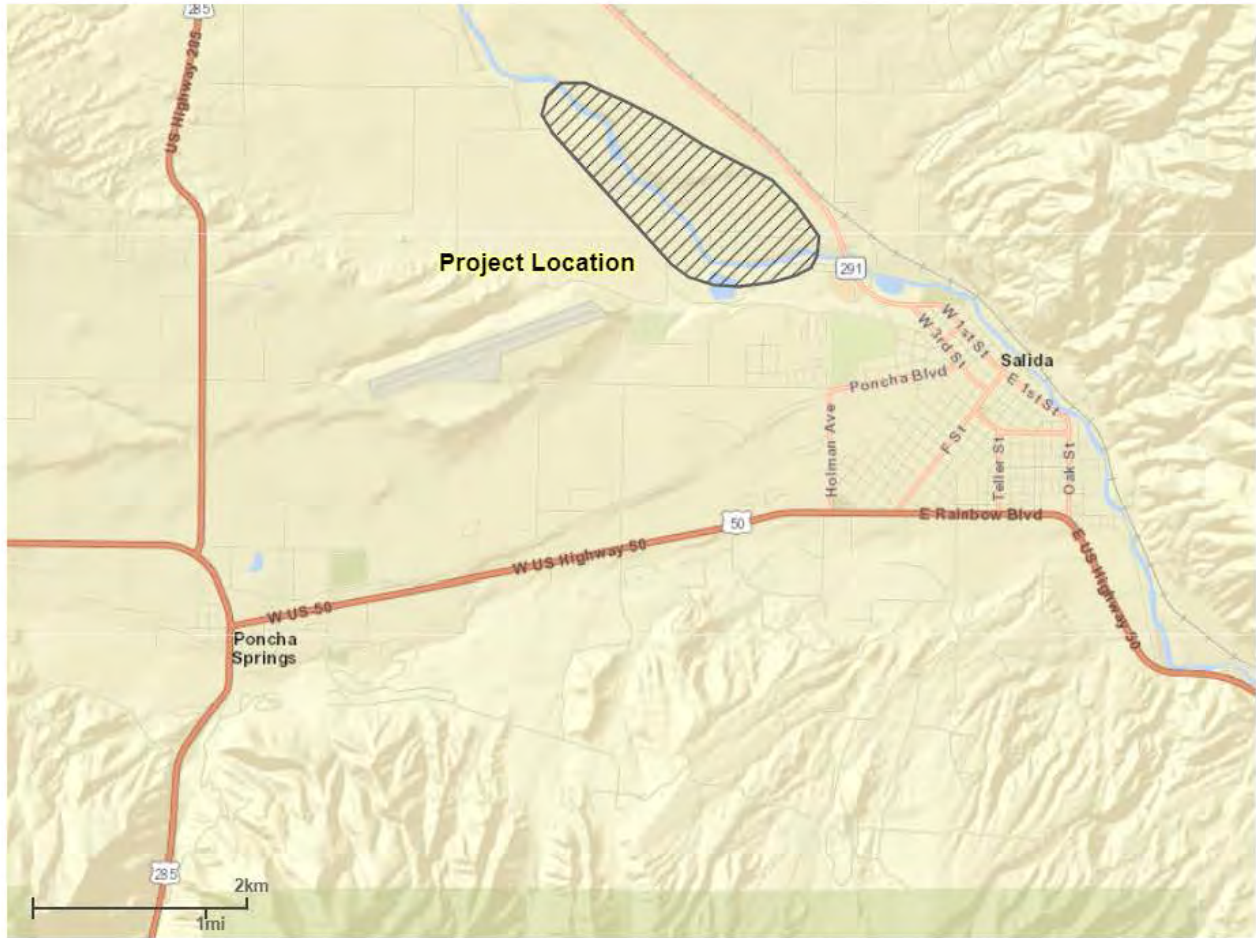 285
US Highway 285
Project Location
291
W 1st St
W 3rd St
Salida
E 1st St
Poncha Blvd
Holman Ave
F St
Teller St
Oak St
50
E Rainbow Blvd
W US Highway 50
E US Highway 50
W US 50
Poncha
Springs
285
2km
1mi